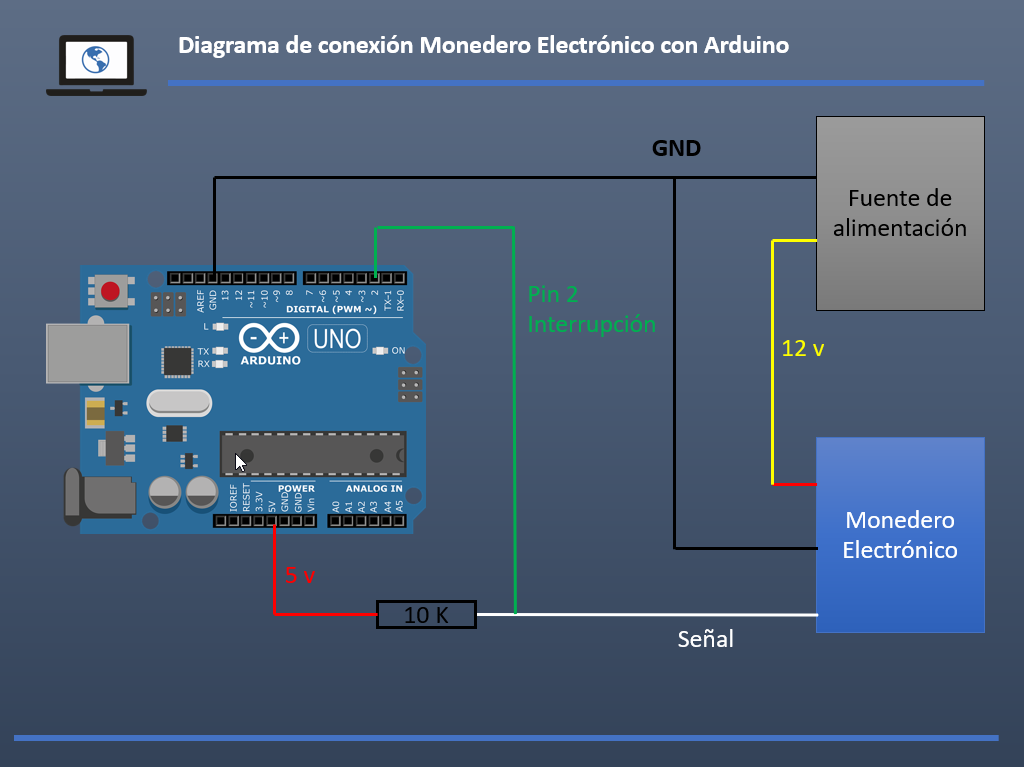 Diagrama de conexión Monedero Electrónico con Arduino
GND
Fuente de
alimentación
Pin 2
Interrupción
12 v
AREF
GND
13
12
~11
~10
~9
8
7
~6
~5
4
~3
2
TX-1
RX-0
DIGITAL (PWM ~)
L
TX
RX
UNO
ON
ARDUINO
IOREF
RESET
3.3V
5V
GND
GND
Vin
POWER
ANALOG IN
A0
A1
A2
A3
A4
A5
Monedero
Electrónico
5 v
10 K
Señal